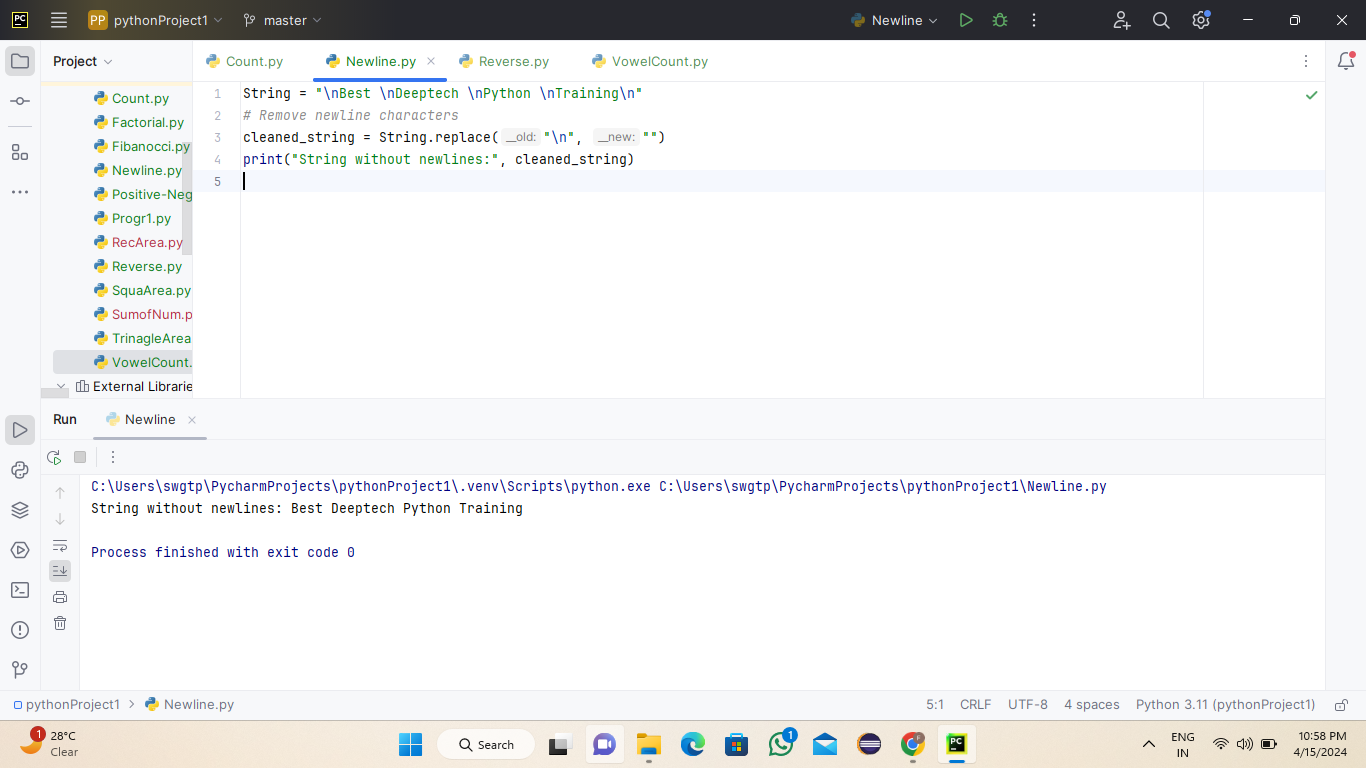 PC PP pythonProject1 master Newline
Project Count.py Newline.py Reverse.py VowelCount.py
Count.py
Factorial.py
Fibanocci.py
Newline.py
Positive-Neg
Progr1.py
RecArea.py
Reverse.py
SquaArea.py
SumofNum.p
TrinagleArea
VowelCount.
External Librarie
1 String = "\nBest \nDeeptech \nPython \nTraining\n"
2 # Remove newline characters
3 cleaned_string = String.replace( __old: "\n", __new: "")
4 print("String without newlines:", cleaned_string)
5
Run Newline
C:\Users\swgtp\PycharmProjects\pythonProject1\.venv\Scripts\python.exe C:\Users\swgtp\PycharmProjects\pythonProject1\Newline.py
String without newlines: Best Deeptech Python Training
Process finished with exit code 0
pythonProject1 > Newline.py 5:1 CRLF UTF-8 4 spaces Python 3.11 (pythonProject1)
1 28°C
Clear
Search
1
PC
ENG
IN
10:58 PM
4/15/2024